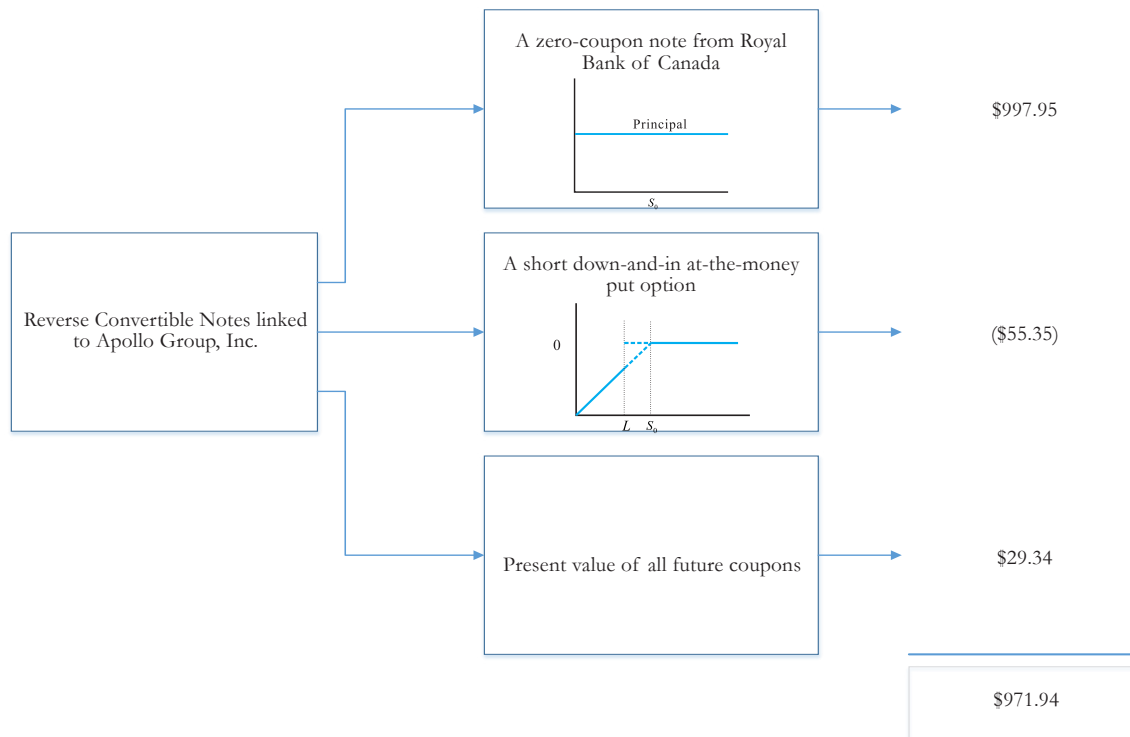 A zero-coupon note from Royal
Bank of Canada
Principal
S₀
$997.95
Reverse Convertible Notes linked
to Apollo Group, Inc.
A short down-and-in at-the-money
put option
0
L S₀
($55.35)
Present value of all future coupons
$29.34
$971.94